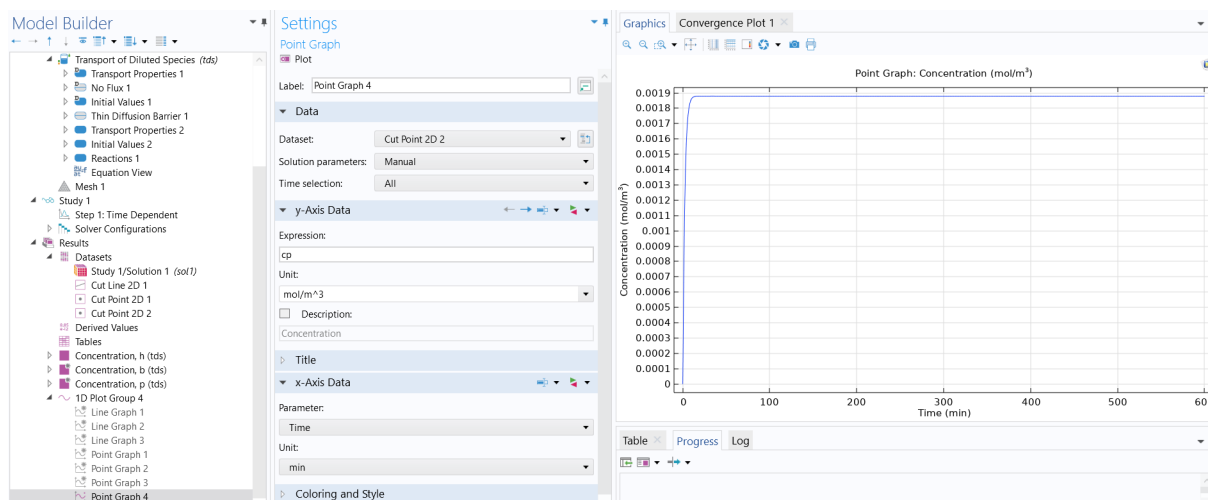 Model Builder
Transport of Diluted Species (tds)
Transport Properties 1
No Flux 1
Initial Values 1
Thin Diffusion Barrier 1
Transport Properties 2
Initial Values 2
Reactions 1
Equation View
Mesh 1
Study 1
Step 1: Time Dependent
Solver Configurations
Results
Datasets
Study 1/Solution 1 (sol1)
Cut Line 2D 1
Cut Point 2D 1
Cut Point 2D 2
Derived Values
Tables
Concentration, h (tds)
Concentration, b (tds)
Concentration, p (tds)
1D Plot Group 4
Line Graph 1
Line Graph 2
Line Graph 3
Point Graph 1
Point Graph 2
Point Graph 3
Point Graph 4
Settings
Point Graph
Plot
Label: Point Graph 4
Data
Dataset: Cut Point 2D 2
Solution parameters: Manual
Time selection: All
y-Axis Data
Expression:
cp
Unit:
mol/m^3
Description:
Concentration
Title
x-Axis Data
Parameter:
Time
Unit:
min
Coloring and Style
Graphics Convergence Plot 1
Point Graph: Concentration (mol/m³)
Concentration (mol/m³)
0.0019
0.0018
0.0017
0.0016
0.0015
0.0014
0.0013
0.0012
0.0011
0.001
0.0009
0.0008
0.0007
0.0006
0.0005
0.0004
0.0003
0.0002
0.0001
0
0 100 200 300 400 500 60
Time (min)
Table Progress Log